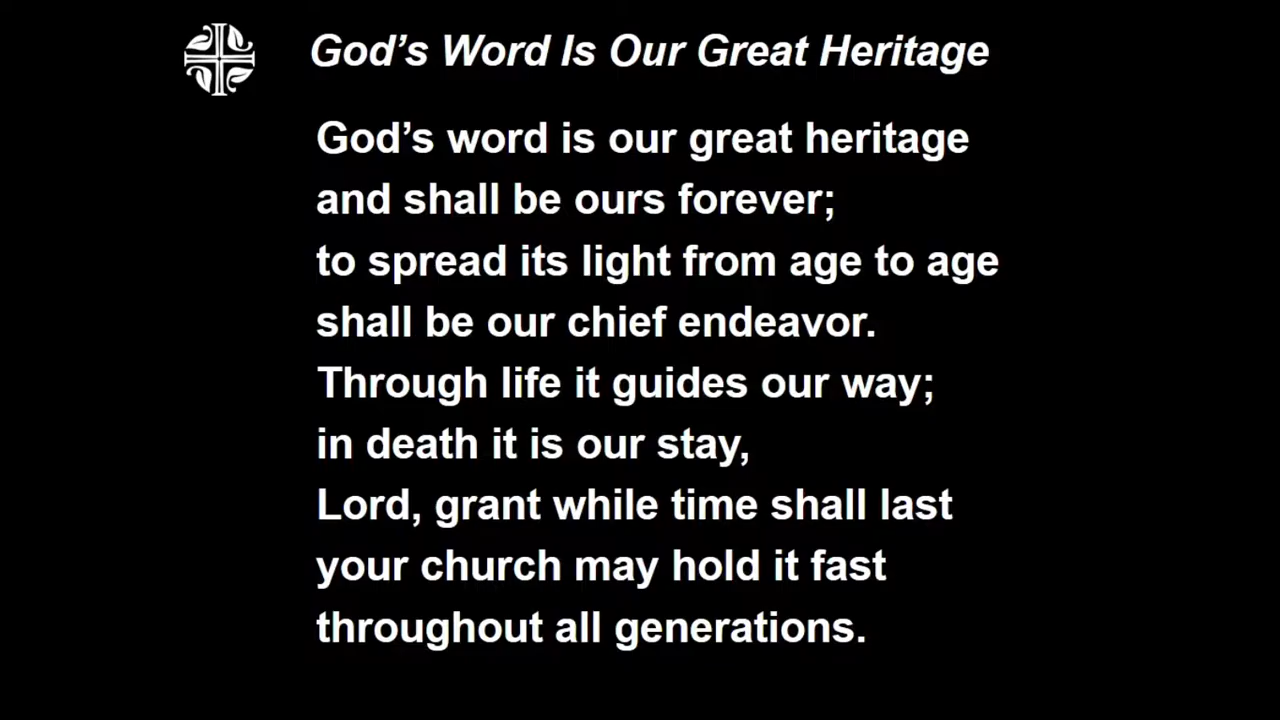 God’s Word Is Our Great Heritage
God’s word is our great heritage
and shall be ours forever;
to spread its light from age to age
shall be our chief endeavor.
Through life it guides our way;
in death it is our stay,
Lord, grant while time shall last
your church may hold it fast
throughout all generations.